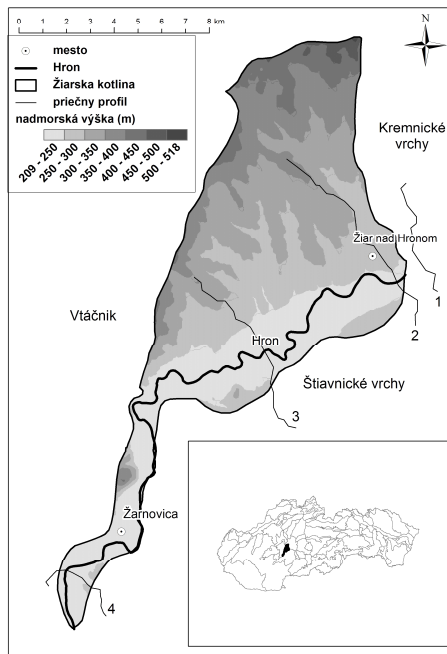 0 1 2 3 4 5 6 7 8 km
N
mesto
Hron
Žiarska kotlina
priečny profil
nadmorská výška (m)
209 - 250
250 - 300
300 - 350
350 - 400
400 - 450
450 - 500
500 - 518
Kremnické
vrchy
Žiar nad Hronom
1
2
Vtáčnik
Hron
Štiavnické vrchy
3
Žarnovica
4